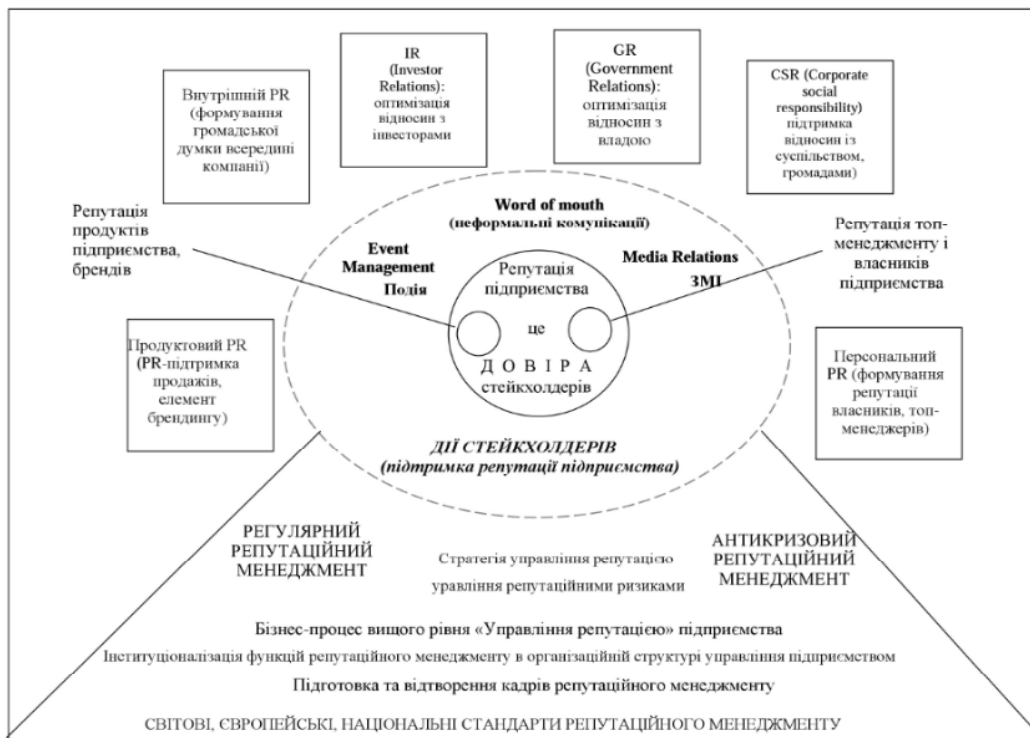 IR
(Investor
Relations):
оптимізація
відносин з
інвесторами
GR
(Government
Relations):
оптимізація
відносин з
владою
Внутрішній PR
(формування
громадської
думки всередині
компанії)
CSR (Corporate
social
responsibility)
підтримка
відносин із
суспільством,
громадами)
Репутація
продуктів
підприємства,
брендів
Word of mouth
(неформальні комунікації)
Event
Management
Подія
Media Relations
ЗМІ
Репутація топ-
менеджменту і
власників
підприємства
Репутація
підприємства
це
Д О В І Р А
стейкхолдерів
Продуктовий PR
(PR-підтримка
продажів,
елемент
брендингу)
Персональний
PR (формування
репутації
власників, топ-
менеджерів)
ДІЇ СТЕЙКХОЛДЕРІВ
(підтримка репутації підприємства)
РЕГУЛЯРНИЙ
РЕПУТАЦІЙНИЙ
МЕНЕДЖМЕНТ
АНТИКРИЗОВИЙ
РЕПУТАЦІЙНИЙ
МЕНЕДЖМЕНТ
Стратегія управління репутацією
уравління репутаційними ризиками
Бізнес-процес вищого рівня «Управління репутацією» підприємства
Інституціоналізація функцій репутаційного менеджменту в організаційній структурі управління підприємством
Підготовка та відтворення кадрів репутаційного менеджменту
СВІТОВІ, ЄВРОПЕЙСЬКІ, НАЦІОНАЛЬНІ СТАНДАРТИ РЕПУТАЦІЙНОГО МЕНЕДЖМЕНТУ